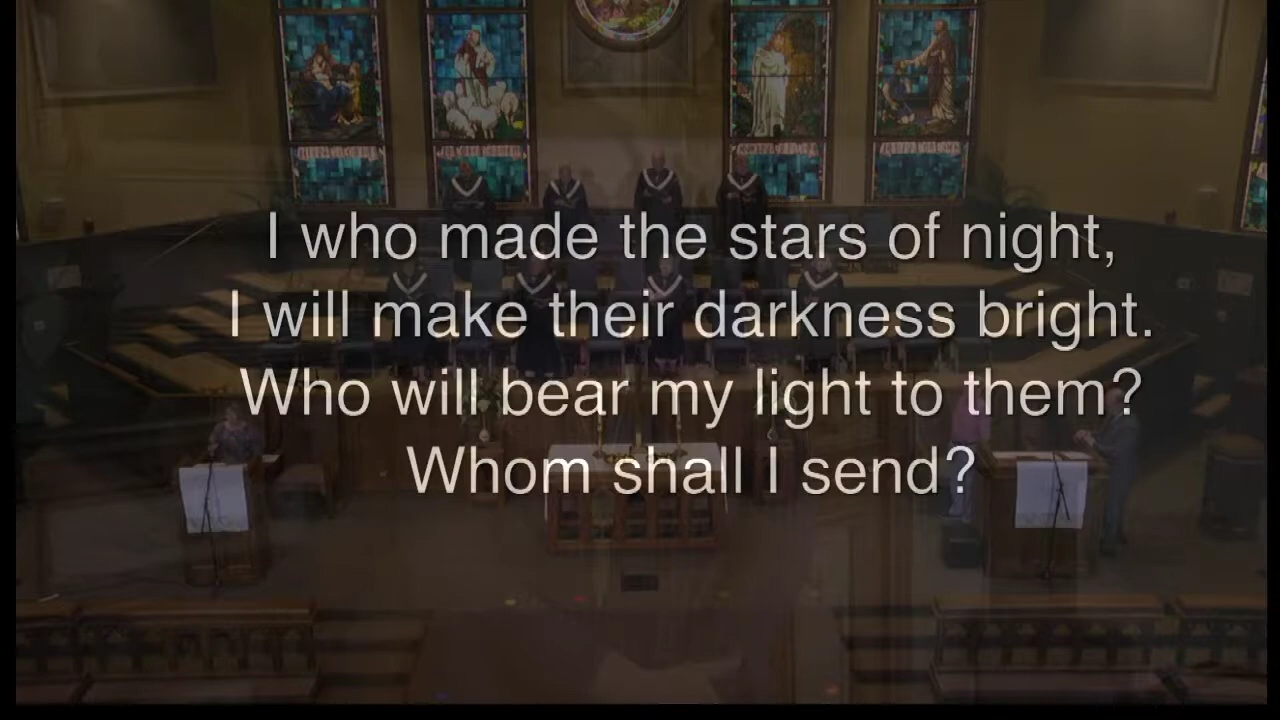 I who made the stars of night,
I will make their darkness bright.
Who will bear my light to them?
Whom shall I send?